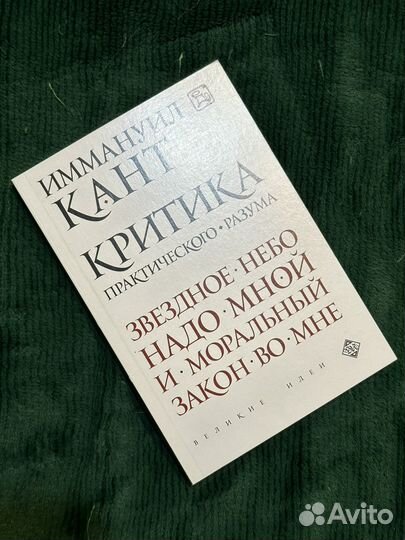 ИММАНУИЛ
КАНТ
КРИТИКА
ПРАКТИЧЕСКОГО • РАЗУМА
ЗВЕЗДНОЕ • НЕБО
НАДО • МНОЙ
И • МОРАЛЬНЫЙ
ЗАКОН • ВО • МНЕ
ВЕЛИКИЕ ИДЕИ
Avito